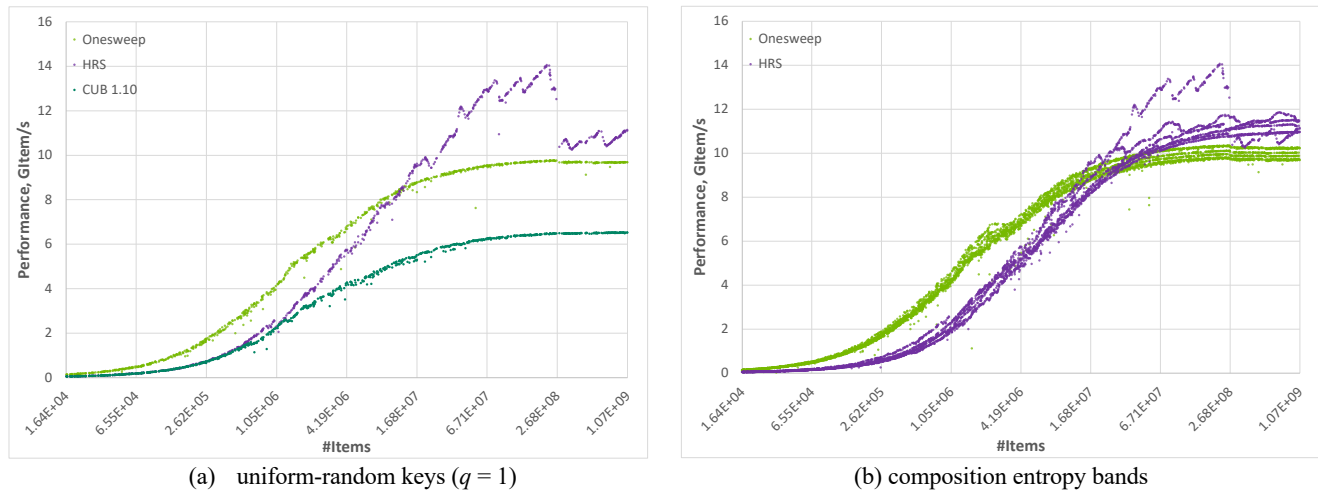 16
14
12
10
8
6
4
2
0
Performance, GItem/s
Onesweep
HRS
CUB 1.10
1.64E+04
6.55E+04
2.62E+05
1.05E+06
4.19E+06
1.68E+07
6.71E+07
2.68E+08
1.07E+09
#Items
(a) uniform-random keys (q = 1)
16
14
12
10
8
6
4
2
0
Performance, GItem/s
Onesweep
HRS
1.64E+04
6.55E+04
2.62E+05
1.05E+06
4.19E+06
1.68E+07
6.71E+07
2.68E+08
1.07E+09
#Items
(b) composition entropy bands